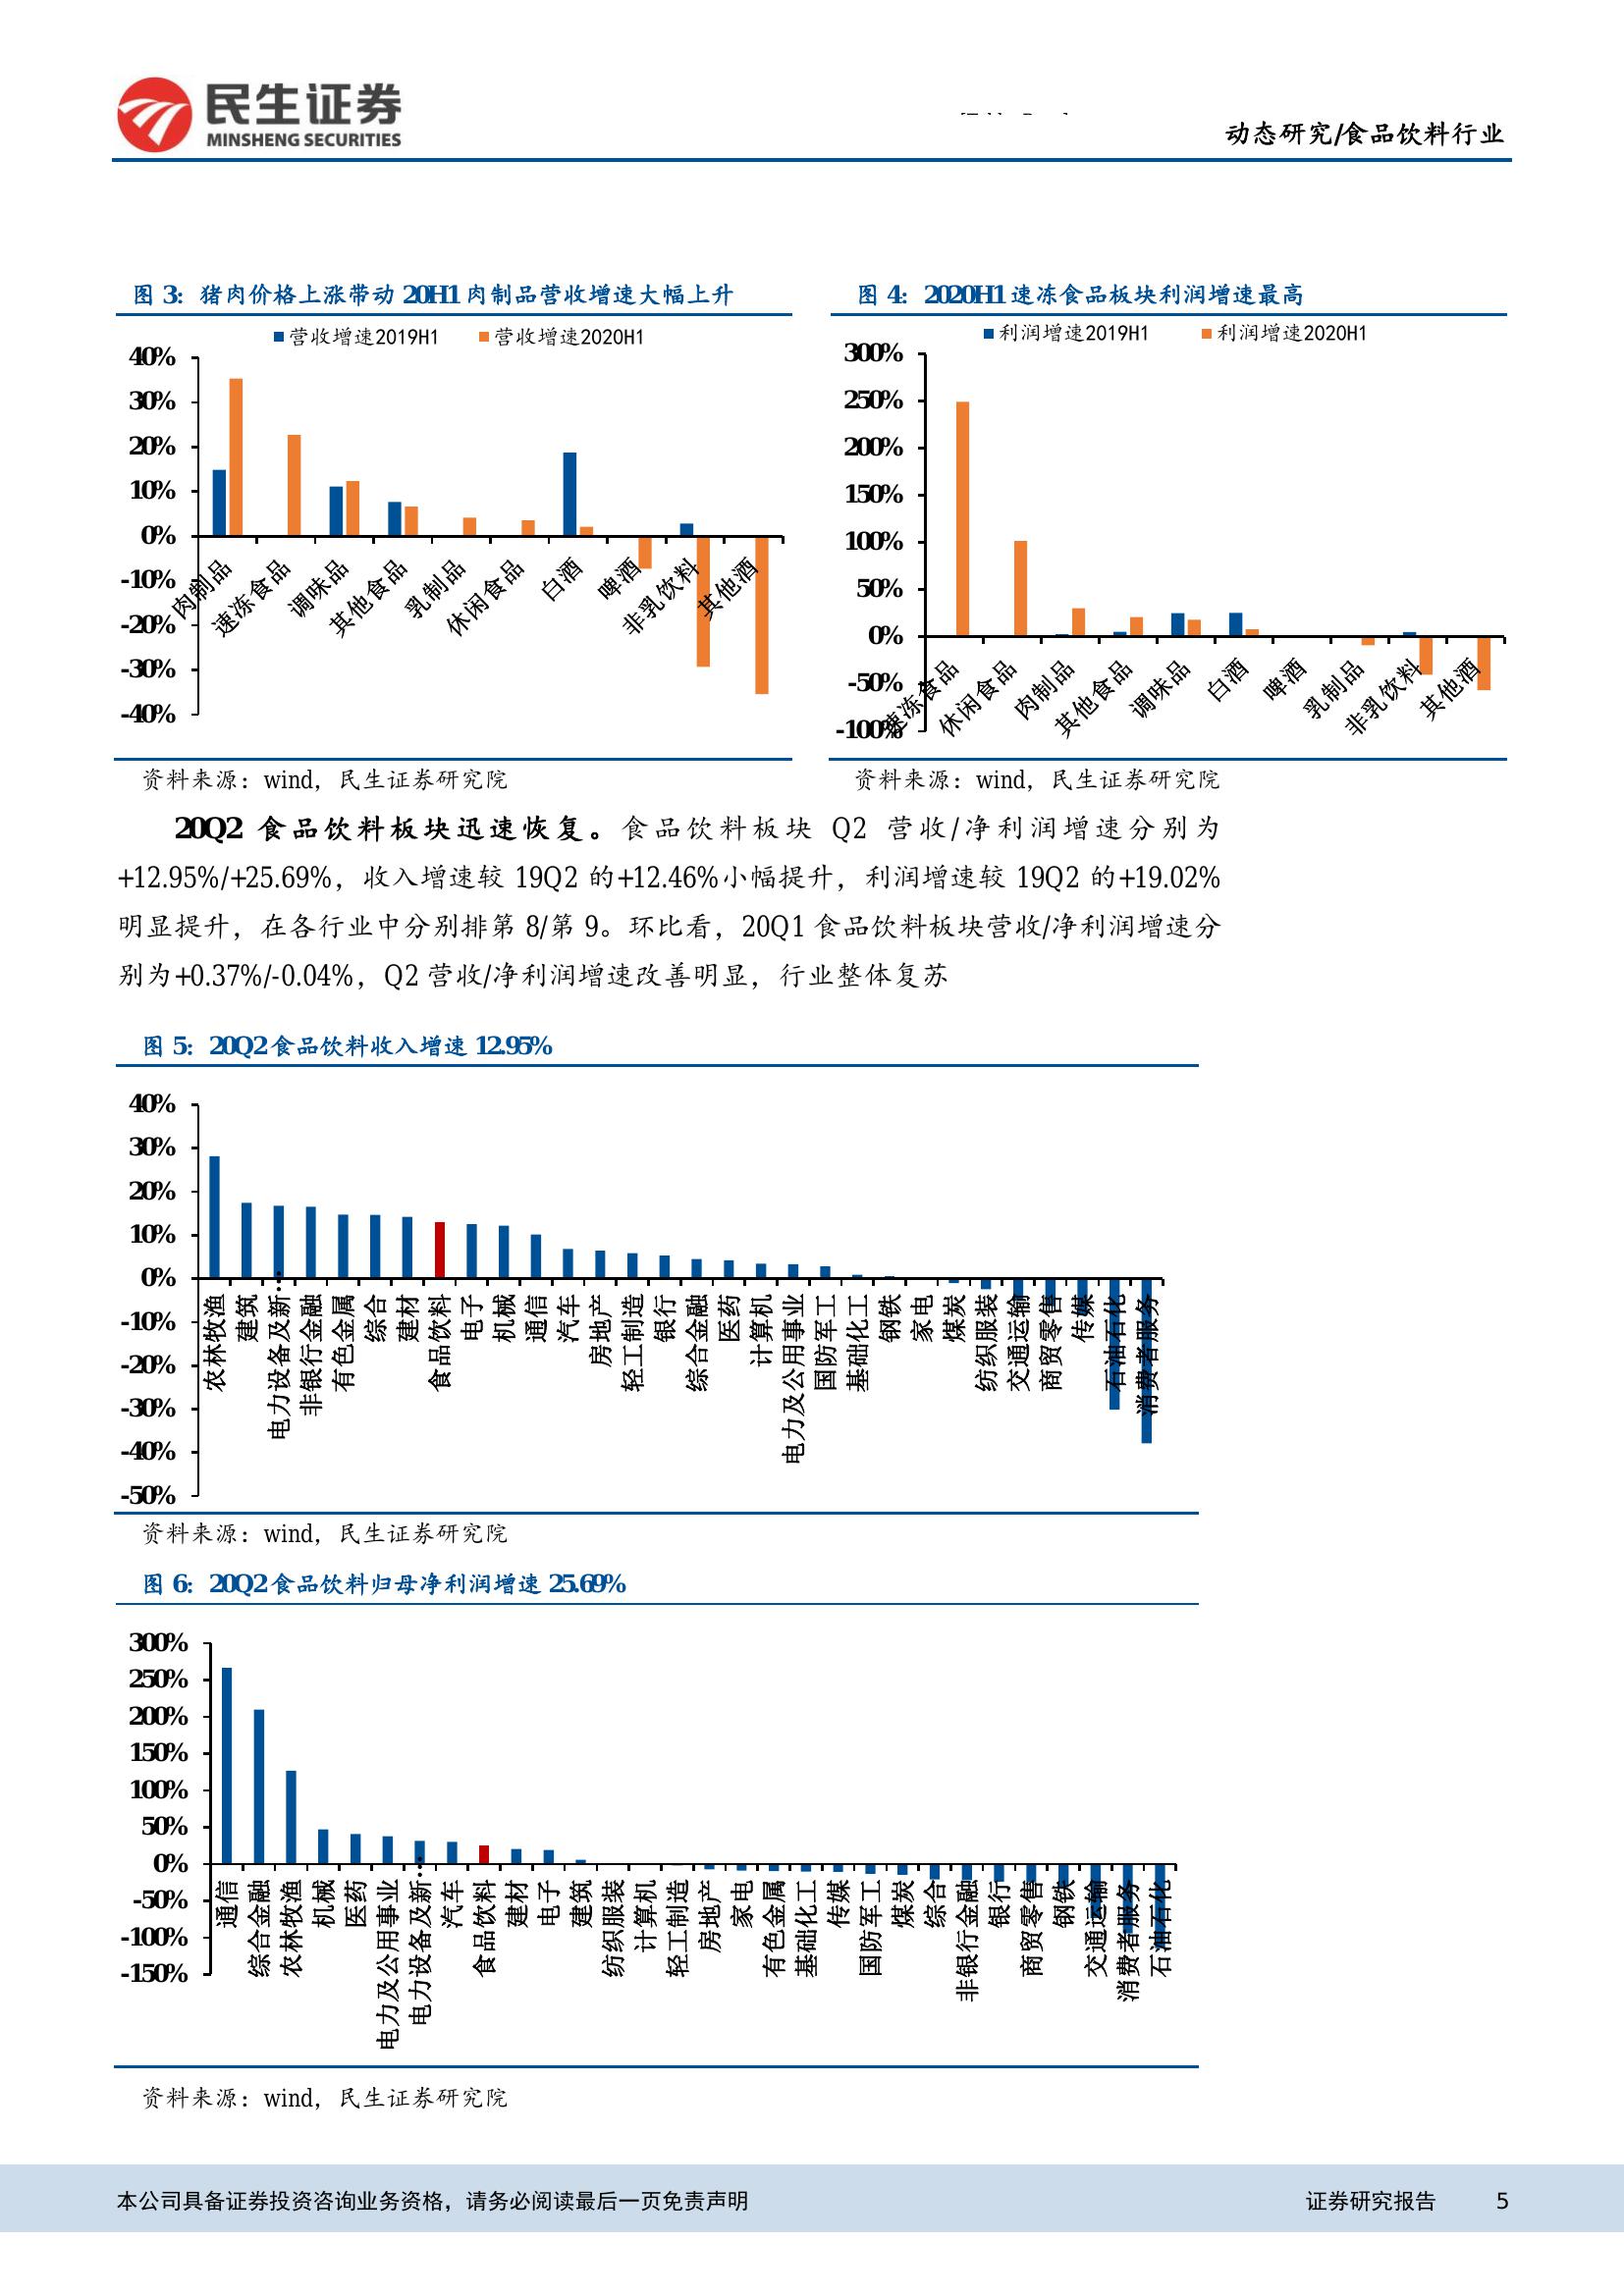 民生证券
MINSHENG SECURITIES
动态研究/食品饮料行业
图 3：猪肉价格上涨带动 20H1 肉制品营收增速大幅上升
营收增速2019H1 营收增速2020H1
40%
30%
20%
10%
0%
-10%
-20%
-30%
-40%
肉制品
速冻食品
调味品
其他食品
乳制品
休闲食品
白酒
啤酒
非乳饮料
其他酒
资料来源：wind，民生证券研究院
图 4：2020H1 速冻食品板块利润增速最高
利润增速2019H1 利润增速2020H1
300%
250%
200%
150%
100%
50%
0%
-50%
-100%
速冻食品
休闲食品
肉制品
其他食品
调味品
白酒
啤酒
乳制品
非乳饮料
其他酒
资料来源：wind，民生证券研究院
20Q2 食品饮料板块迅速恢复。食品饮料板块 Q2 营收/净利润增速分别为
+12.95%/+25.69%，收入增速较 19Q2 的+12.46%小幅提升，利润增速较 19Q2 的+19.02%
明显提升，在各行业中分别排第 8/第 9。环比看，20Q1 食品饮料板块营收/净利润增速分
别为+0.37%/-0.04%，Q2 营收/净利润增速改善明显，行业整体复苏
图 5：20Q2 食品饮料收入增速 12.95%
40%
30%
20%
10%
0%
-10%
-20%
-30%
-40%
-50%
农林牧渔
建筑
电力设备及新…
非银行金融
有色金属
综合
建材
食品饮料
电子
机械
通信
汽车
房地产
轻工制造
银行
综合金融
医药
计算机
电力及公用事业
国防军工
基础化工
钢铁
家电
煤炭
纺织服装
交通运输
商贸零售
传媒
石油石化
消费者服务
资料来源：wind，民生证券研究院
图 6：20Q2 食品饮料归母净利润增速 25.69%
300%
250%
200%
150%
100%
50%
0%
-50%
-100%
-150%
通信
综合金融
农林牧渔
机械
医药
电力及公用事业
电力设备及新…
汽车
食品饮料
建材
电子
建筑
纺织服装
计算机
轻工制造
房地产
家电
有色金属
基础化工
传媒
国防军工
煤炭
综合
非银行金融
银行
商贸零售
钢铁
交通运输
消费者服务
石油石化
资料来源：wind，民生证券研究院
本公司具备证券投资咨询业务资格，请务必阅读最后一页免责声明 证券研究报告 5